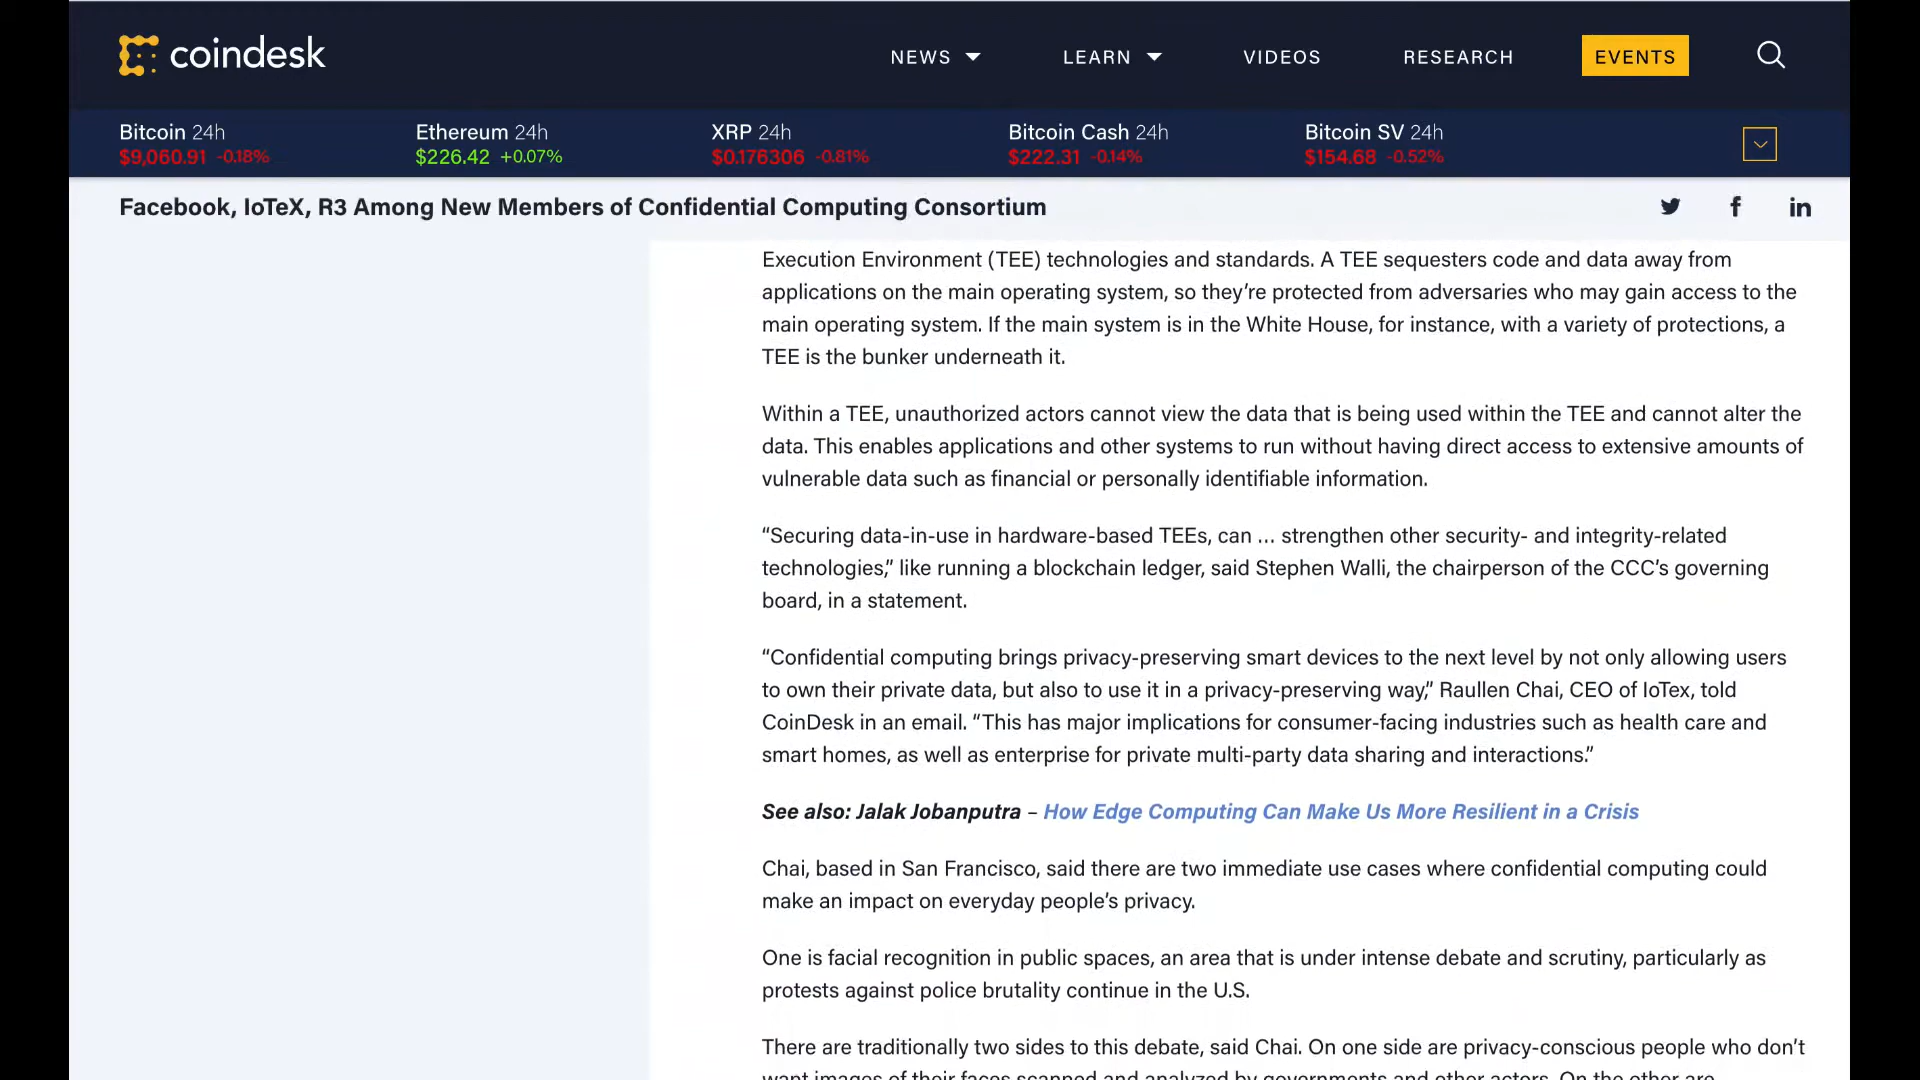 coindesk
NEWS
LEARN
VIDEOS
RESEARCH
EVENTS
Bitcoin 24h
$9,060.91 -0.18%
Ethereum 24h
$226.42 +0.07%
XRP 24h
$0.176306 -0.81%
Bitcoin Cash 24h
$222.31 -0.14%
Bitcoin SV 24h
$154.68 -0.52%
Facebook, IoTeX, R3 Among New Members of Confidential Computing Consortium
Execution Environment (TEE) technologies and standards. A TEE sequesters code and data away from
applications on the main operating system, so they’re protected from adversaries who may gain access to the
main operating system. If the main system is in the White House, for instance, with a variety of protections, a
TEE is the bunker underneath it.
Within a TEE, unauthorized actors cannot view the data that is being used within the TEE and cannot alter the
data. This enables applications and other systems to run without having direct access to extensive amounts of
vulnerable data such as financial or personally identifiable information.
“Securing data-in-use in hardware-based TEEs, can … strengthen other security- and integrity-related
technologies,” like running a blockchain ledger, said Stephen Walli, the chairperson of the CCC’s governing
board, in a statement.
“Confidential computing brings privacy-preserving smart devices to the next level by not only allowing users
to own their private data, but also to use it in a privacy-preserving way,” Raullen Chai, CEO of IoTex, told
CoinDesk in an email. “This has major implications for consumer-facing industries such as health care and
smart homes, as well as enterprise for private multi-party data sharing and interactions.”
See also: Jalak Jobanputra – How Edge Computing Can Make Us More Resilient in a Crisis
Chai, based in San Francisco, said there are two immediate use cases where confidential computing could
make an impact on everyday people’s privacy.
One is facial recognition in public spaces, an area that is under intense debate and scrutiny, particularly as
protests against police brutality continue in the U.S.
There are traditionally two sides to this debate, said Chai. On one side are privacy-conscious people who don’t
want images of their faces scanned and analyzed by governments and other actors. On the other are